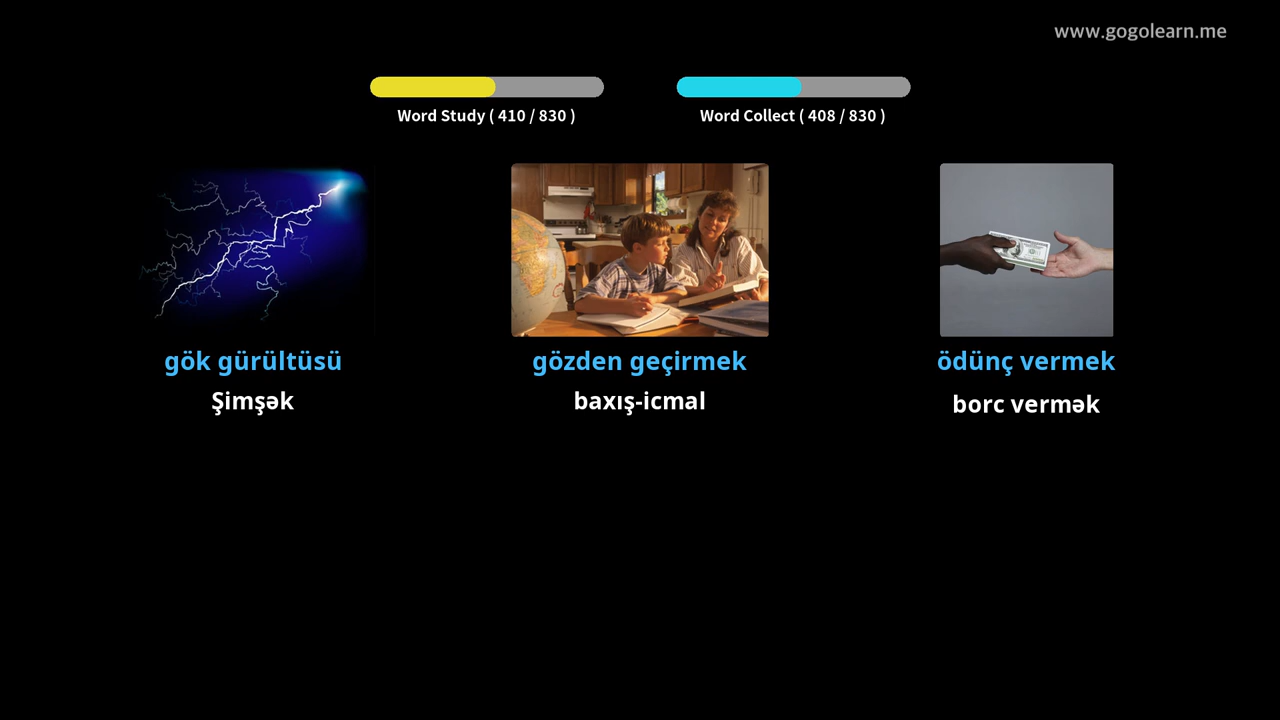 www.gogolearn.me
Word Study ( 410 / 830 )
Word Collect ( 408 / 830 )
gök gürültüsü
Şimşək
gözden geçirmek
baxış-icmal
ödünç vermek
borc vermək